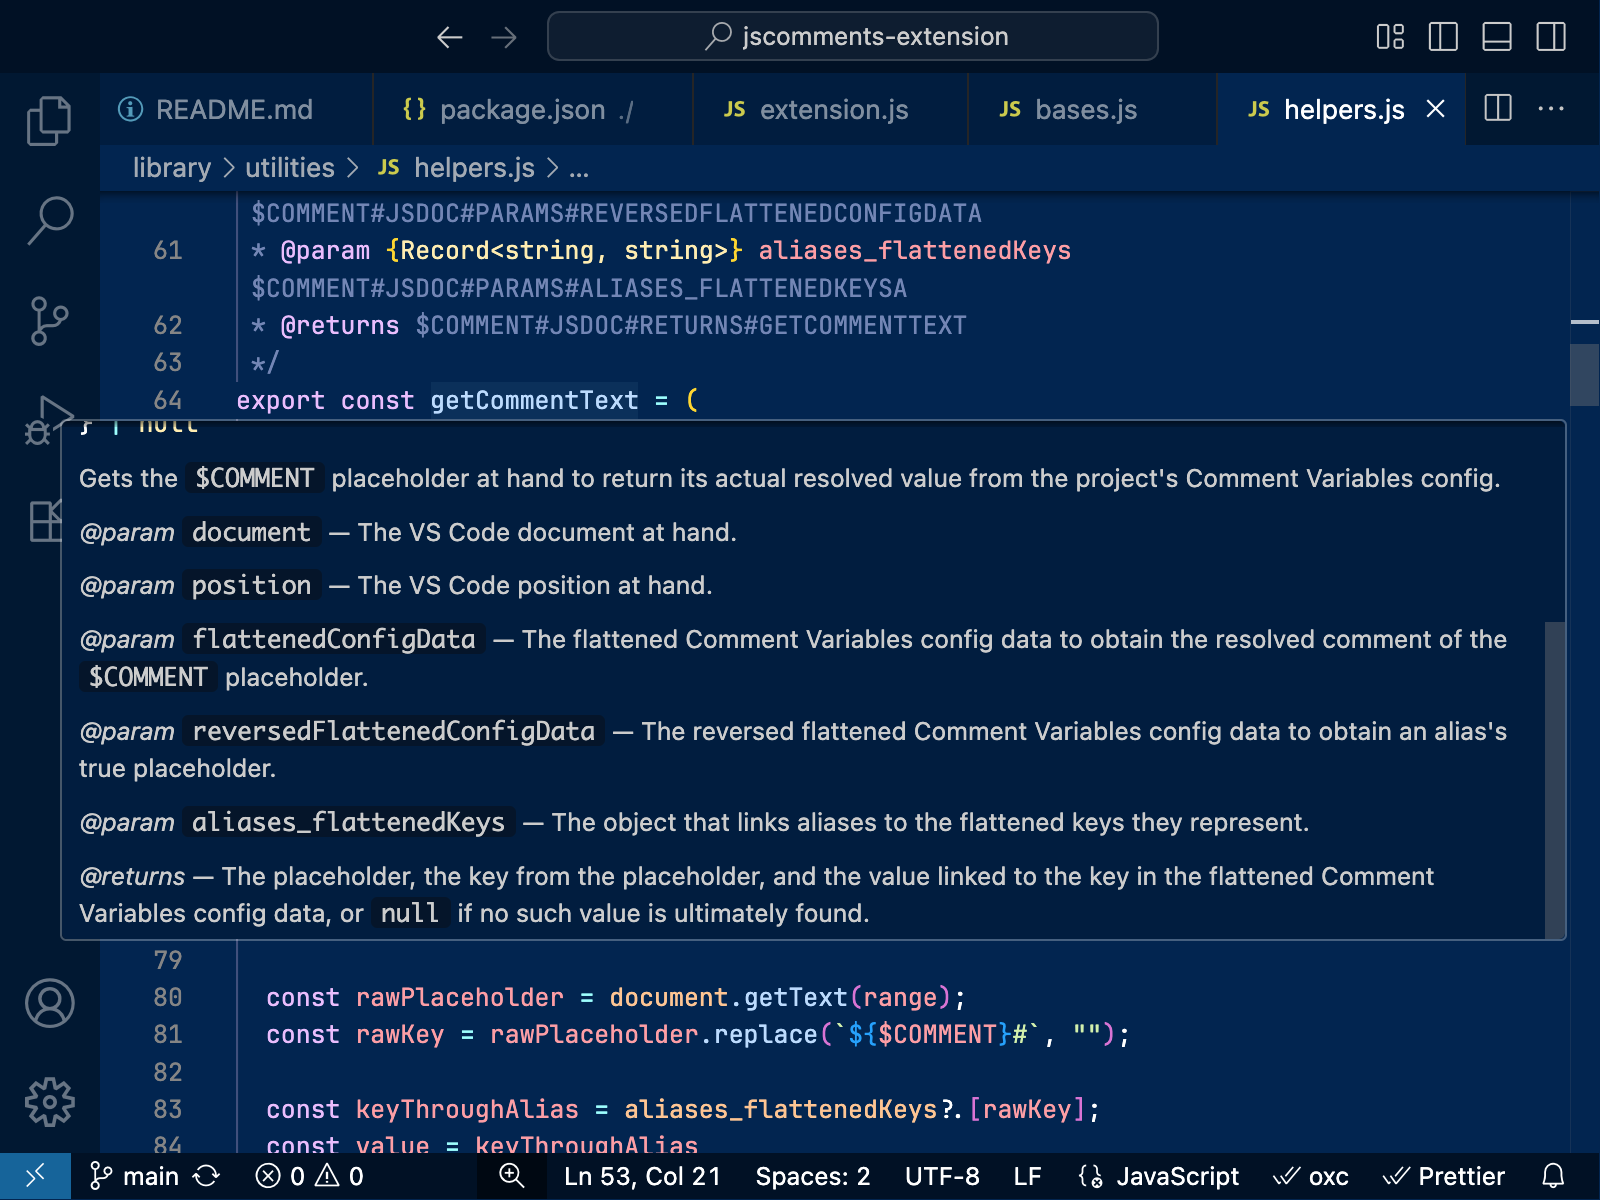 jscomments-extension
README.md
{} package.json ./
JS extension.js
JS bases.js
JS helpers.js
library > utilities > JS helpers.js > ...
$COMMENT#JSDOC#PARAMS#REVERSEDFLATTENEDCONFIGDATA
61 * @param {Record<string, string>} aliases_flattenedKeys
$COMMENT#JSDOC#PARAMS#ALIASES_FLATTENEDKEYSA
62 * @returns $COMMENT#JSDOC#RETURNS#GETCOMMENTTEXT
63 */
64 export const getCommentText = (
} | null
Gets the $COMMENT placeholder at hand to return its actual resolved value from the project's Comment Variables config.
@param document — The VS Code document at hand.
@param position — The VS Code position at hand.
@param flattenedConfigData — The flattened Comment Variables config data to obtain the resolved comment of the
$COMMENT placeholder.
@param reversedFlattenedConfigData — The reversed flattened Comment Variables config data to obtain an alias's
true placeholder.
@param aliases_flattenedKeys — The object that links aliases to the flattened keys they represent.
@returns — The placeholder, the key from the placeholder, and the value linked to the key in the flattened Comment
Variables config data, or null if no such value is ultimately found.
79
80 const rawPlaceholder = document.getText(range);
81 const rawKey = rawPlaceholder.replace(`${$COMMENT}#`, "");
82
83 const keyThroughAlias = aliases_flattenedKeys?.[rawKey];
84 const value = keyThroughAlias
main 0 0 Ln 53, Col 21 Spaces: 2 UTF-8 LF JavaScript oxc Prettier